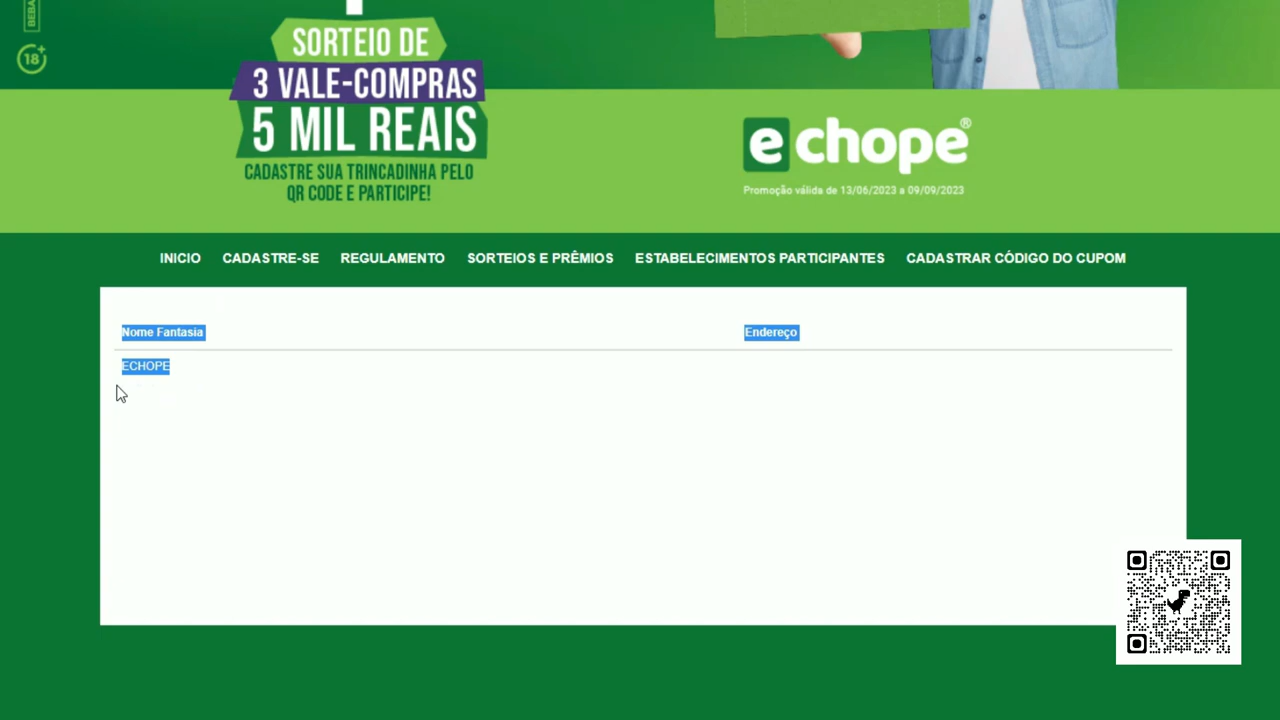 BEBA
18+
SORTEIO DE
3 VALE-COMPRAS
5 MIL REAIS
CADASTRE SUA TRINCADINHA PELO
QR CODE E PARTICIPE!
e chope®
Promoção válida de 13/06/2023 a 09/09/2023
INICIO CADASTRE-SE REGULAMENTO SORTEIOS E PRÊMIOS ESTABELECIMENTOS PARTICIPANTES CADASTRAR CÓDIGO DO CUPOM
Nome Fantasia Endereço
ECHOPE